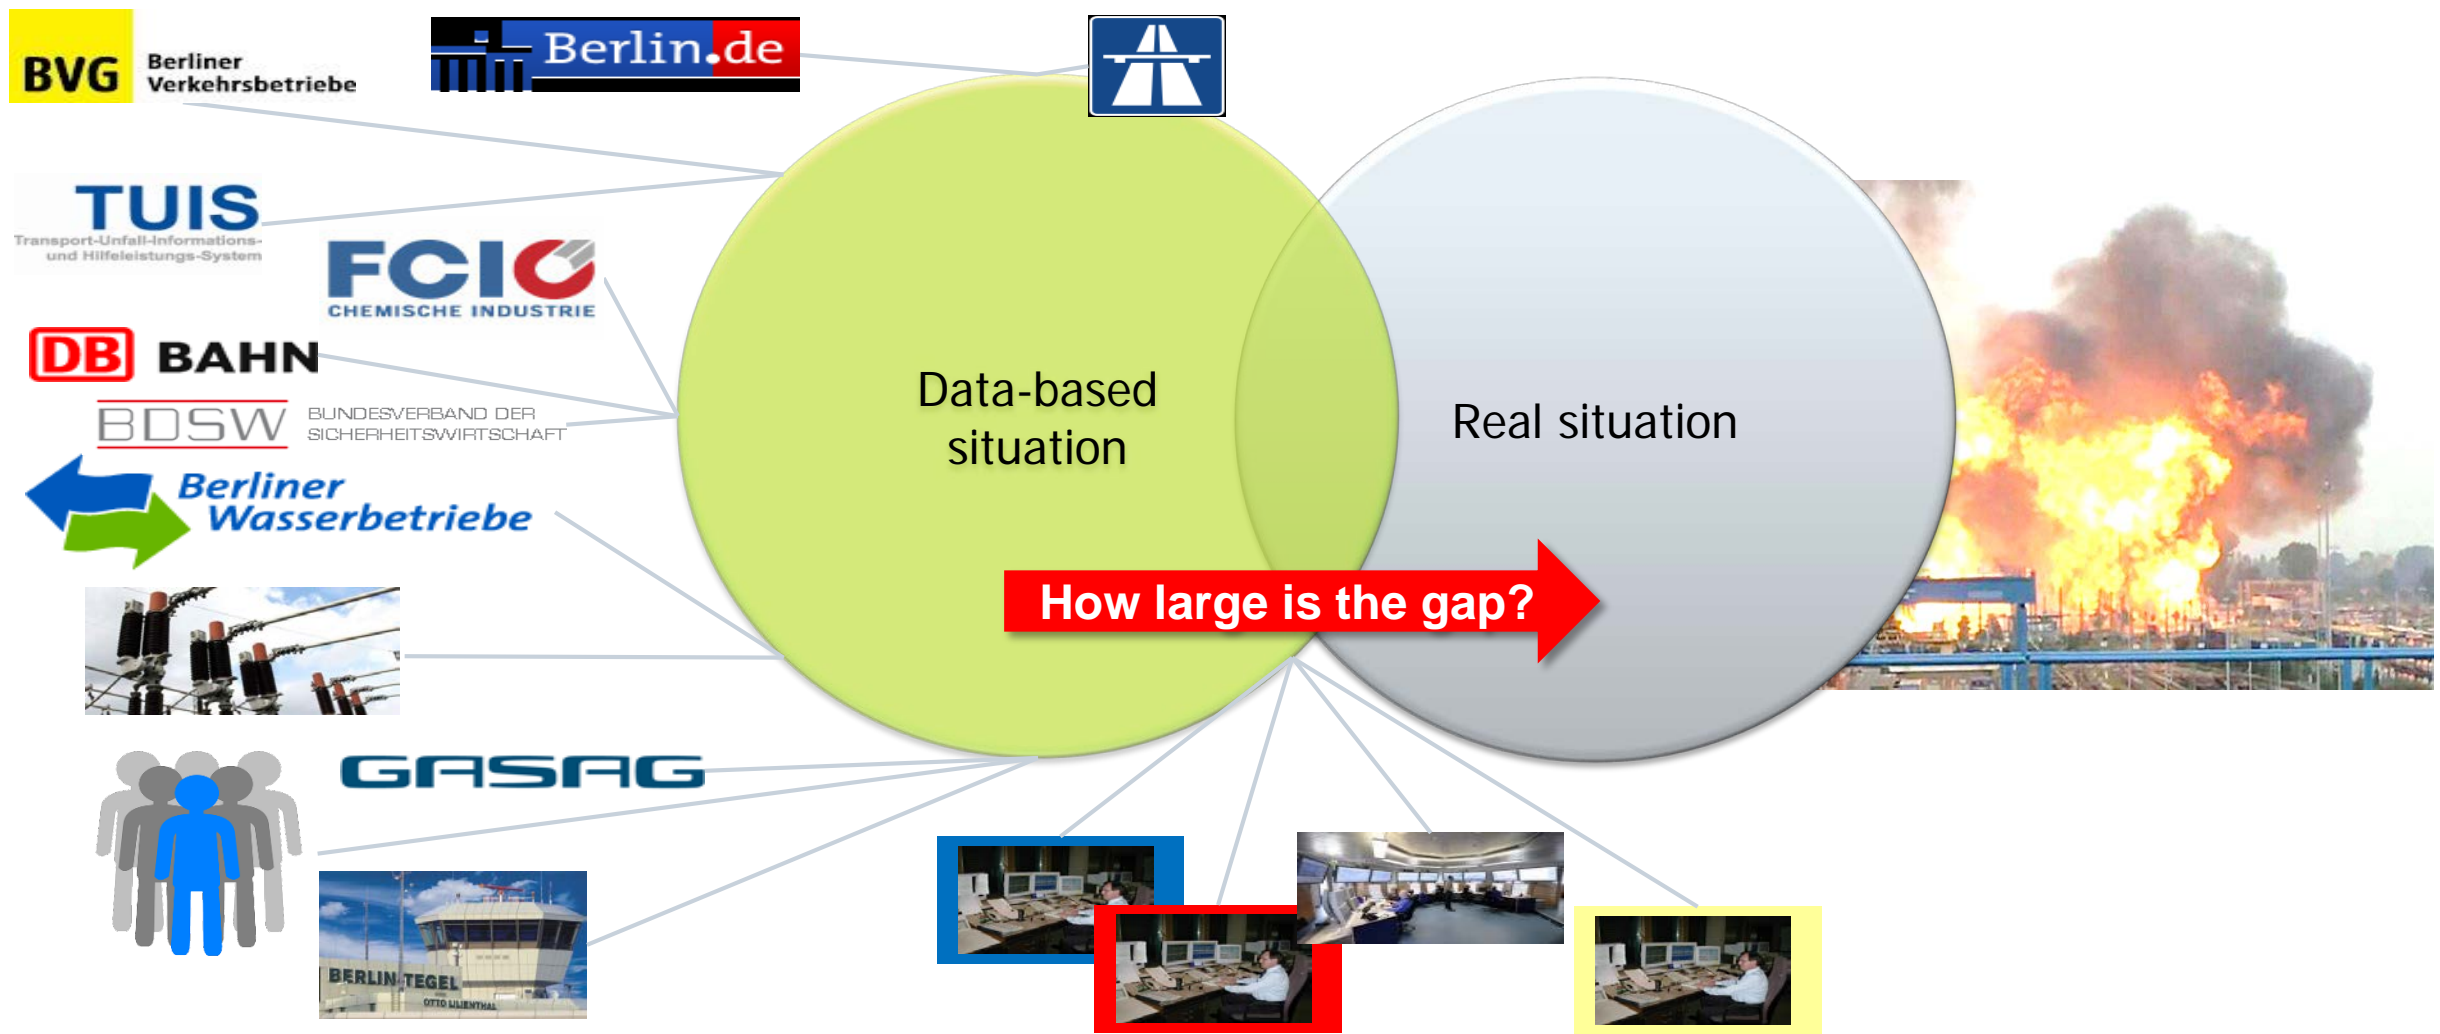 BVG
Berliner
Verkehrsbetriebe
Berlin.de
TUIS
Transport-Unfall-Informations-
und Hilfeleistungs-System
FCIO
CHEMISCHE INDUSTRIE
DB BAHN
BDSW
BUNDESVERBAND DER
SICHERHEITSWIRTSCHAFT
Berliner
Wasserbetriebe
Data-based
situation
Real situation
How large is the gap?
GASAG
BERLIN-TEGEL
OTTO LILIENTHAL